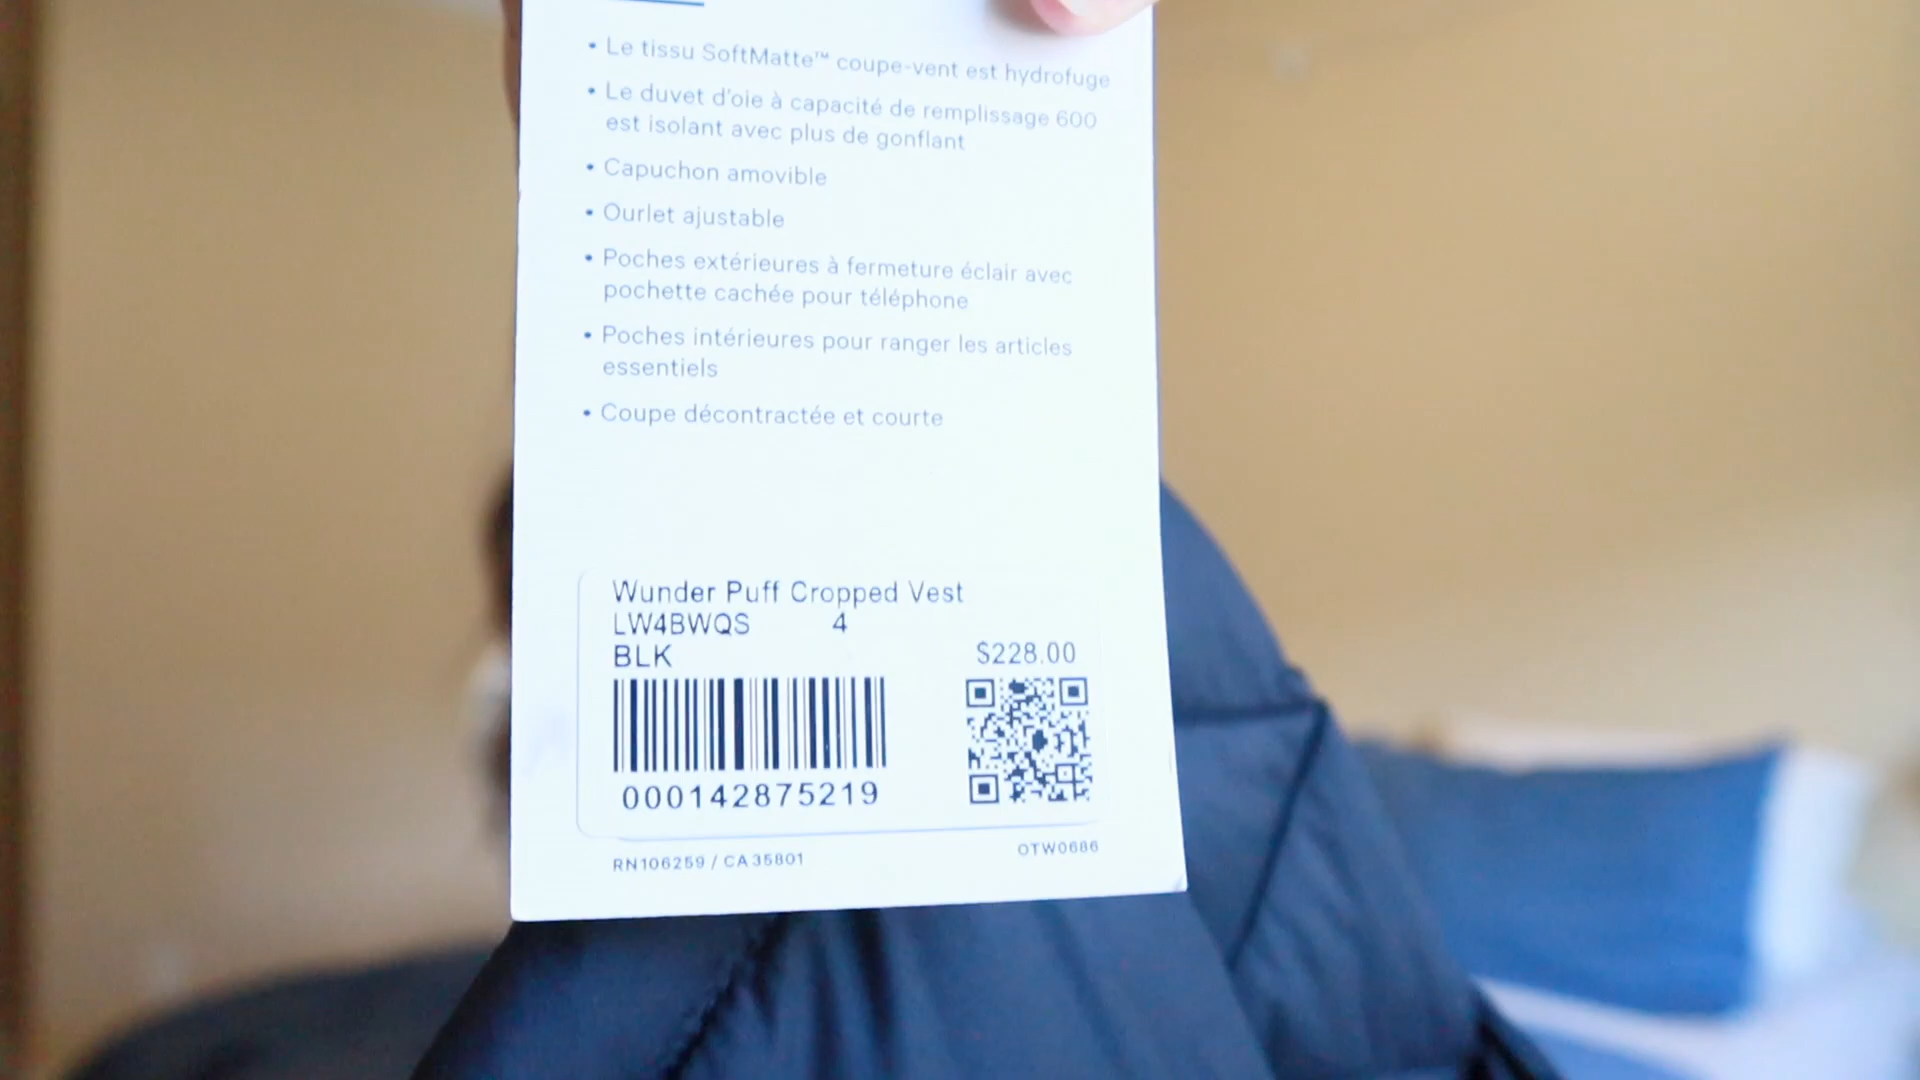 • Le tissu SoftMatte™ coupe-vent est hydrofuge
• Le duvet d'oie à capacité de remplissage 600
est isolant avec plus de gonflant
• Capuchon amovible
• Ourlet ajustable
• Poches extérieures à fermeture éclair avec
pochette cachée pour téléphone
• Poches intérieures pour ranger les articles
essentiels
• Coupe décontractée et courte
Wunder Puff Cropped Vest
LW4BWQS 4
BLK $228.00
000142875219
RN106259 / CA35801 OTW0686